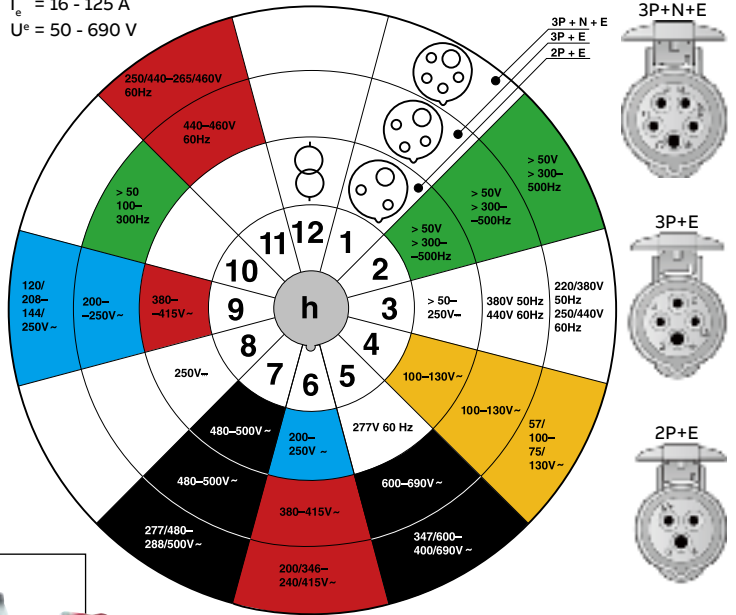 Iₑ = 16 - 125 A
Uᵉ = 50 - 690 V
3P + N + E
3P + E
2P + E
3P+N+E
3P+E
2P+E
250/440–265/460V
60Hz
440–460V
60Hz
> 50V
> 300–
500Hz
> 50V
> 300–
–500Hz
> 50V
> 300–
–500Hz
> 50
100–
300Hz
12
1
2
3
4
5
6
7
8
9
10
11
h
120/
208–
144/
250V~
200–
–250V~
380–
–415V~
> 50–
250V–
380V 50Hz
440V 60Hz
220/380V
50Hz
250/440V
60Hz
250V–
100–130V~
100–130V~
57/
100–
75/
130V~
480–500V~
200–
250V ~
277V 60 Hz
480–500V~
380–415V~
600–690V~
277/480–
288/500V~
200/346–
240/415V~
347/600–
400/690V~